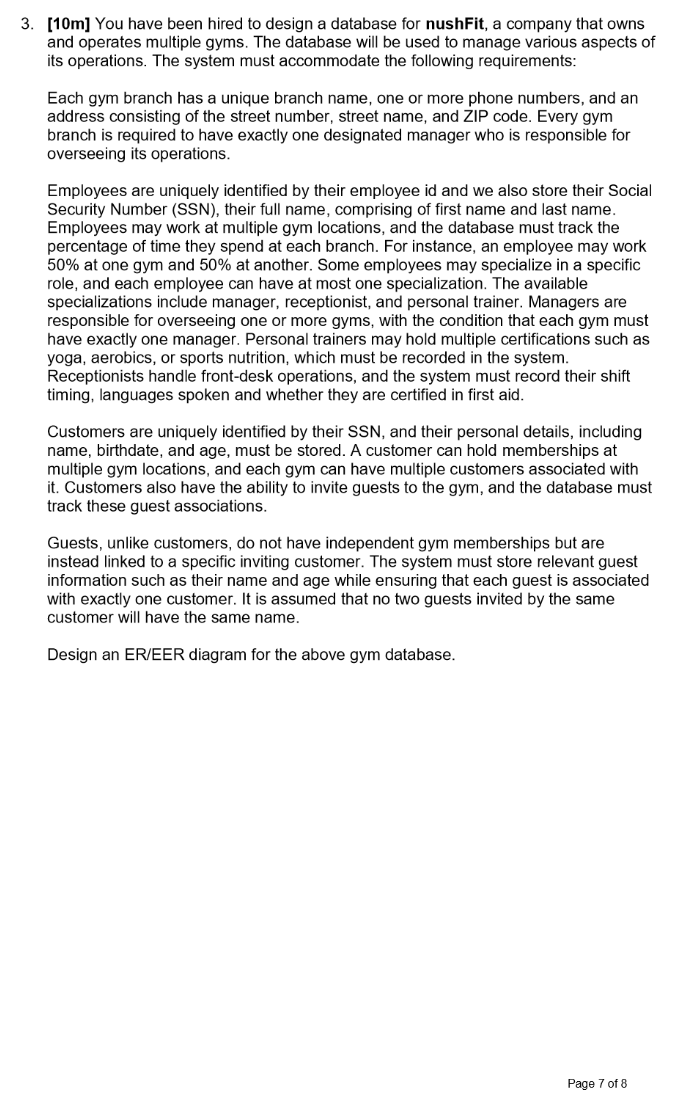 3. [10m] You have been hired to design a database for nushFit, a company that owns
and operates multiple gyms. The database will be used to manage various aspects of
its operations. The system must accommodate the following requirements:
Each gym branch has a unique branch name, one or more phone numbers, and an
address consisting of the street number, street name, and ZIP code. Every gym
branch is required to have exactly one designated manager who is responsible for
overseeing its operations.
Employees are uniquely identified by their employee id and we also store their Social
Security Number (SSN), their full name, comprising of first name and last name.
Employees may work at multiple gym locations, and the database must track the
percentage of time they spend at each branch. For instance, an employee may work
50% at one gym and 50% at another. Some employees may specialize in a specific
role, and each employee can have at most one specialization. The available
specializations include manager, receptionist, and personal trainer. Managers are
responsible for overseeing one or more gyms, with the condition that each gym must
have exactly one manager. Personal trainers may hold multiple certifications such as
yoga, aerobics, or sports nutrition, which must be recorded in the system.
Receptionists handle front-desk operations, and the system must record their shift
timing, languages spoken and whether they are certified in first aid.
Customers are uniquely identified by their SSN, and their personal details, including
name, birthdate, and age, must be stored. A customer can hold memberships at
multiple gym locations, and each gym can have multiple customers associated with
it. Customers also have the ability to invite guests to the gym, and the database must
track these guest associations.
Guests, unlike customers, do not have independent gym memberships but are
instead linked to a specific inviting customer. The system must store relevant guest
information such as their name and age while ensuring that each guest is associated
with exactly one customer. It is assumed that no two guests invited by the same
customer will have the same name.
Design an ER/EER diagram for the above gym database.
Page 7 of 8